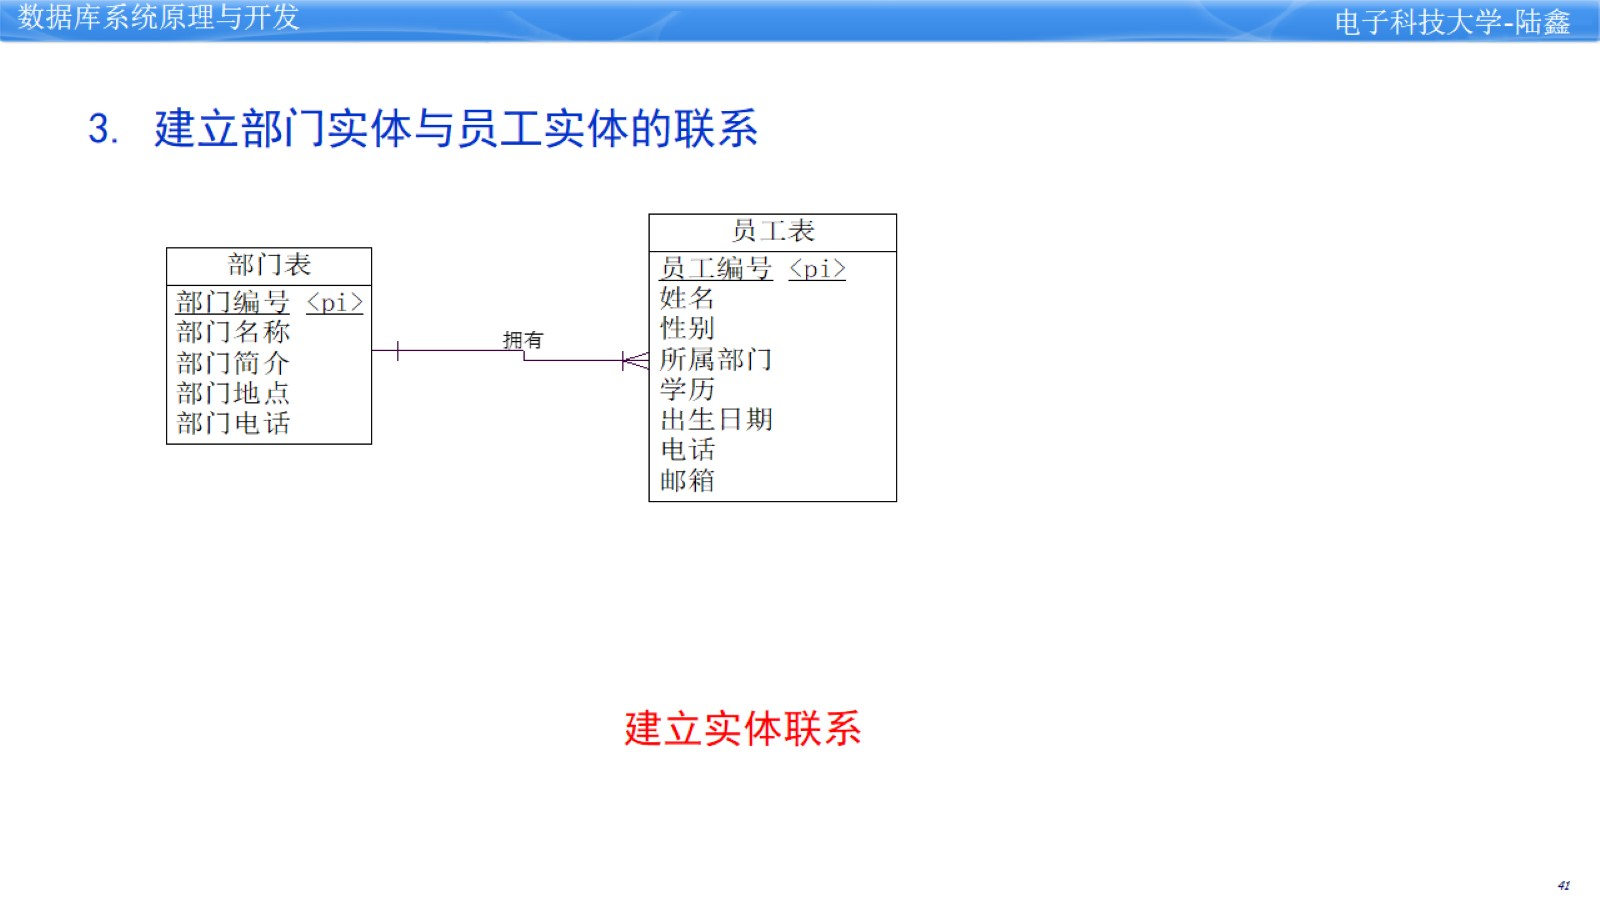 数据库系统原理与开发
电子科技大学-陆鑫
3. 建立部门实体与员工实体的联系
部门表
部门编号 <pi>
部门名称
部门简介
部门地点
部门电话
拥有
员工表
员工编号 <pi>
姓名
性别
所属部门
学历
出生日期
电话
邮箱
建立实体联系
41